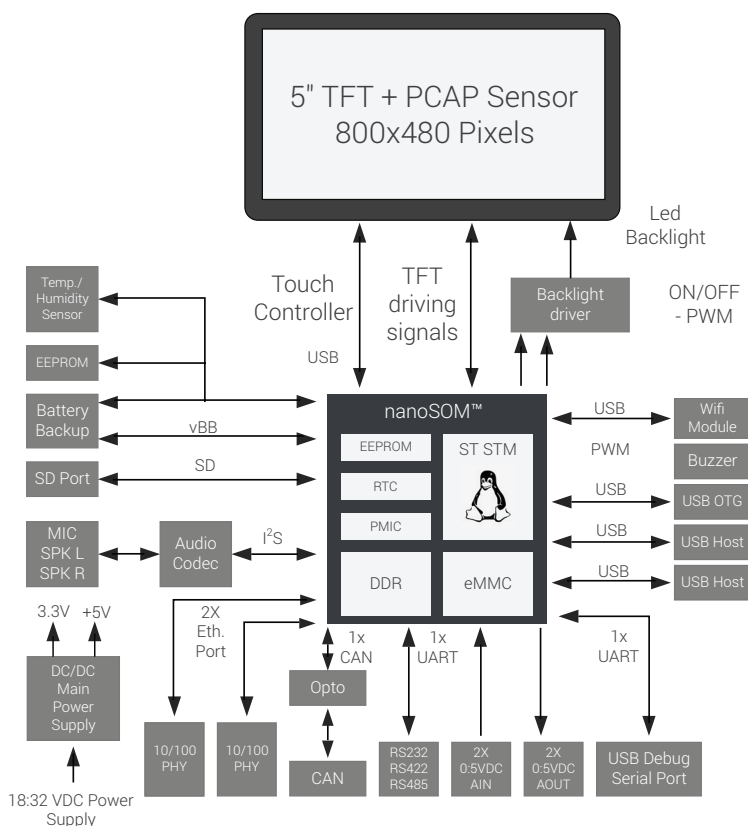 5" TFT + PCAP Sensor
800x480 Pixels
Led
Backlight
Temp./
Humidity
Sensor
Touch
Controller
TFT
driving
signals
Backlight
driver
ON/OFF
- PWM
EEPROM
USB
Battery
Backup
vBB
nanoSOM™
USB
Wifi
Module
EEPROM
ST STM
PWM
Buzzer
SD Port
SD
RTC
USB
USB OTG
PMIC
MIC
SPK L
SPK R
Audio
Codec
I²S
USB
USB Host
DDR
eMMC
USB
USB Host
3.3V
+5V
2X
Eth.
Port
1x
CAN
1x
UART
1x
UART
DC/DC
Main
Power
Supply
Opto
10/100
PHY
10/100
PHY
CAN
RS232
RS422
RS485
2X
0:5VDC
AIN
2X
0:5VDC
AOUT
USB Debug
Serial Port
18:32 VDC Power
Supply